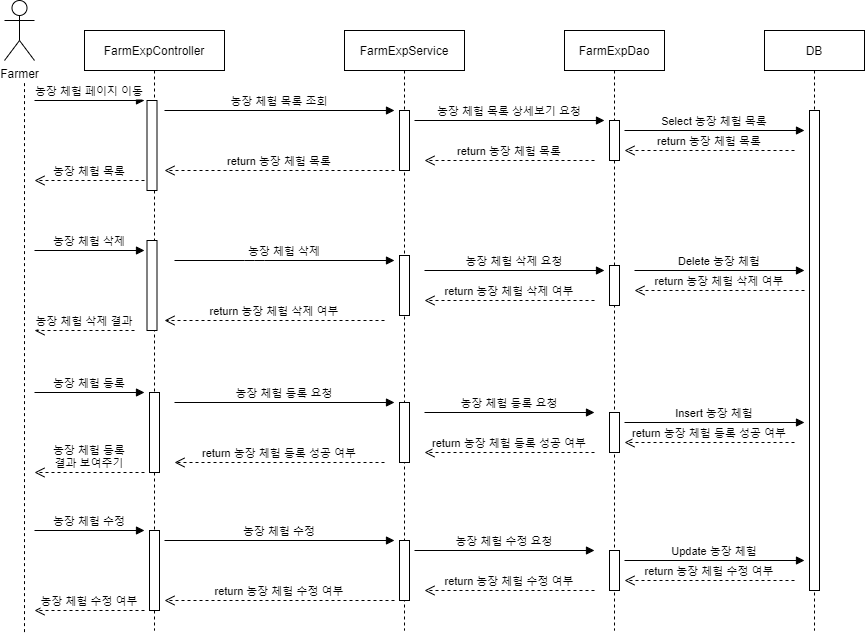 Farmer
FarmExpController
FarmExpService
FarmExpDao
DB
농장 체험 페이지 이동
농장 체험 목록 조회
농장 체험 목록 상세보기 요청
Select 농장 체험 목록
return 농장 체험 목록
return 농장 체험 목록
return 농장 체험 목록
농장 체험 목록
농장 체험 삭제
농장 체험 삭제
농장 체험 삭제 요청
Delete 농장 체험
return 농장 체험 삭제 여부
return 농장 체험 삭제 여부
return 농장 체험 삭제 여부
농장 체험 삭제 결과
농장 체험 등록
농장 체험 등록 요청
농장 체험 등록 요청
Insert 농장 체험
return 농장 체험 등록 성공 여부
return 농장 체험 등록 성공 여부
return 농장 체험 등록 성공 여부
농장 체험 등록
결과 보여주기
농장 체험 수정
농장 체험 수정
농장 체험 수정 요청
Update 농장 체험
return 농장 체험 수정 여부
return 농장 체험 수정 여부
return 농장 체험 수정 여부
농장 체험 수정 여부